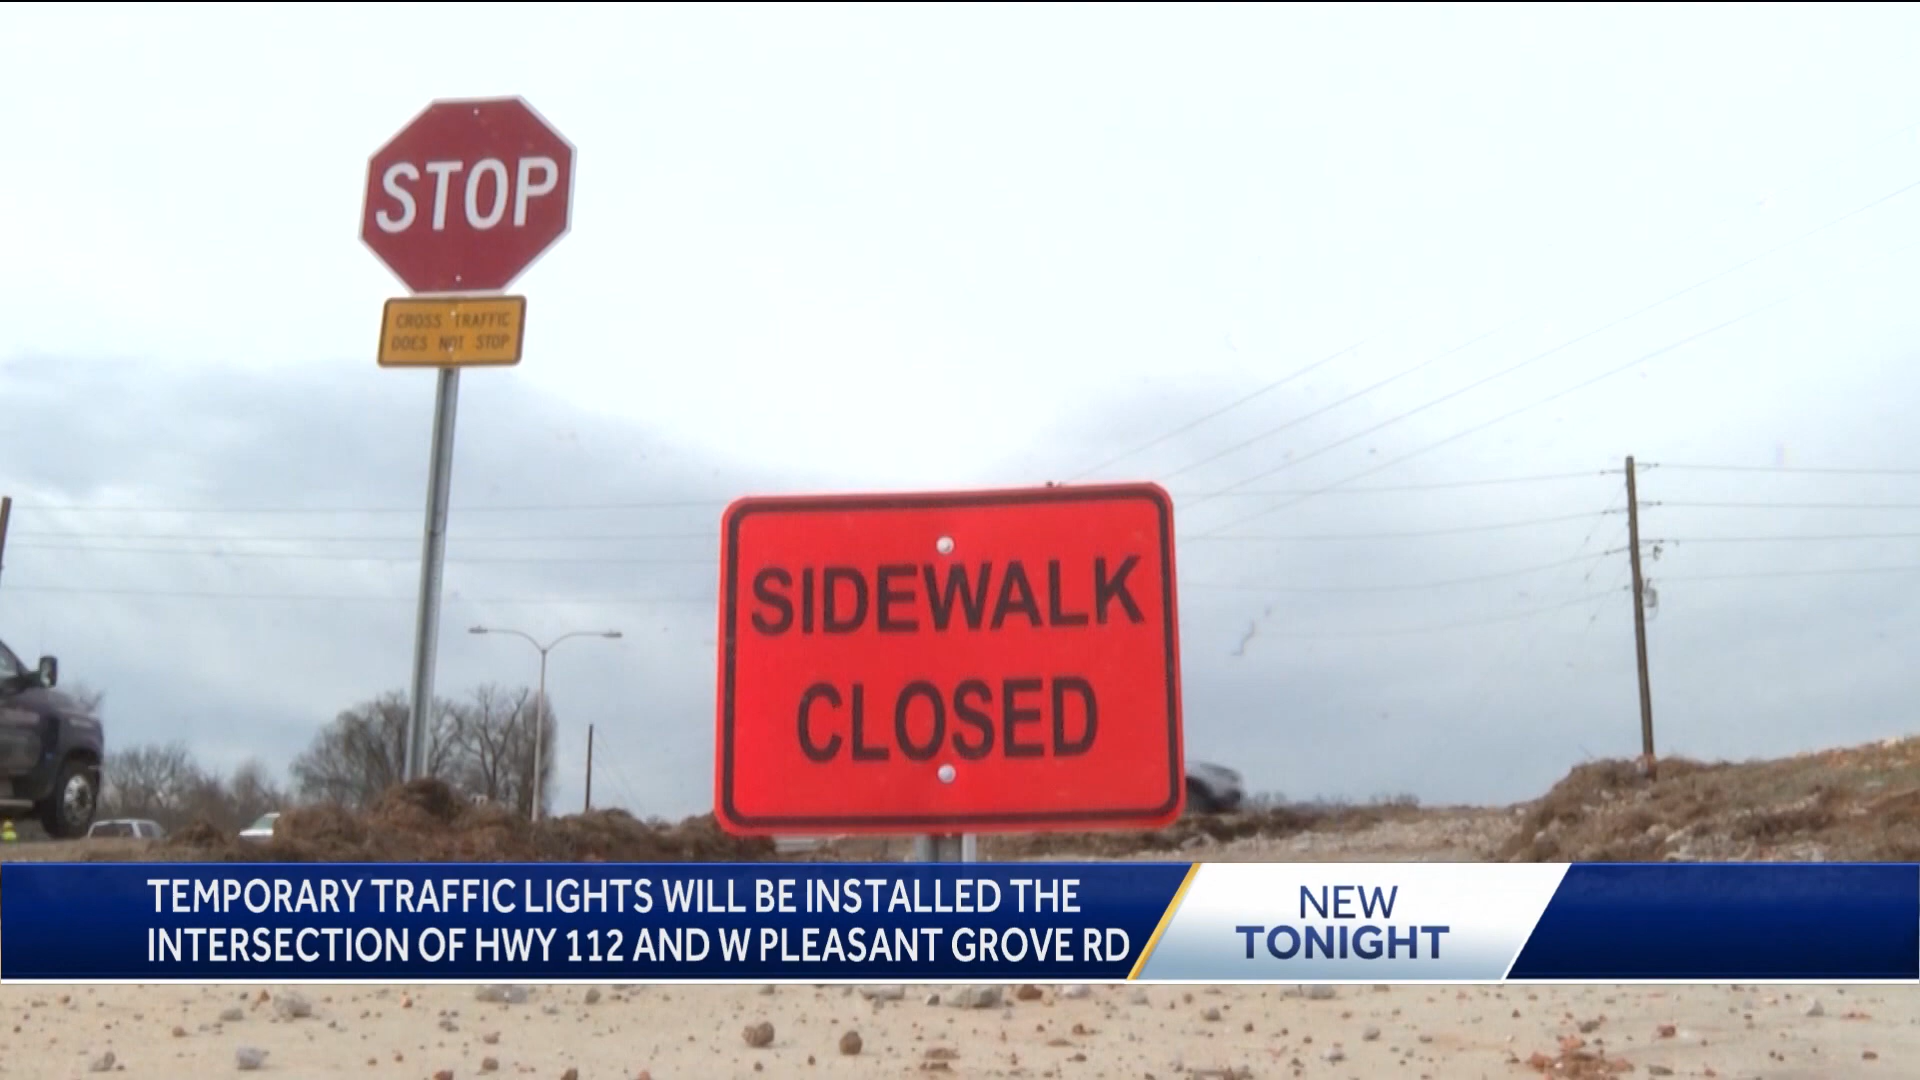 STOP
CROSS TRAFFIC
DOES NOT STOP
SIDEWALK
CLOSED
TEMPORARY TRAFFIC LIGHTS WILL BE INSTALLED THE
INTERSECTION OF HWY 112 AND W PLEASANT GROVE RD
NEW
TONIGHT